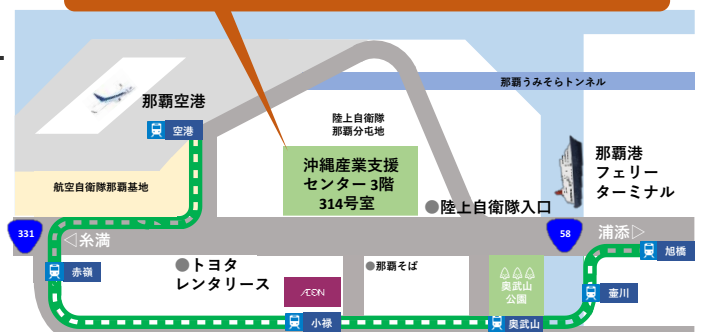 那覇うみそらトンネル
那覇空港
空港
陸上自衛隊
那覇分屯地
航空自衛隊那覇基地
沖縄産業支援
センター 3階
314号室
那覇港
フェリー
ターミナル
●陸上自衛隊入口
331
◁糸満
58
浦添▷
旭橋
赤嶺
●トヨタ
レンタリース
●那覇そば
奥武山
公園
ÆON
壷川
小禄
奥武山